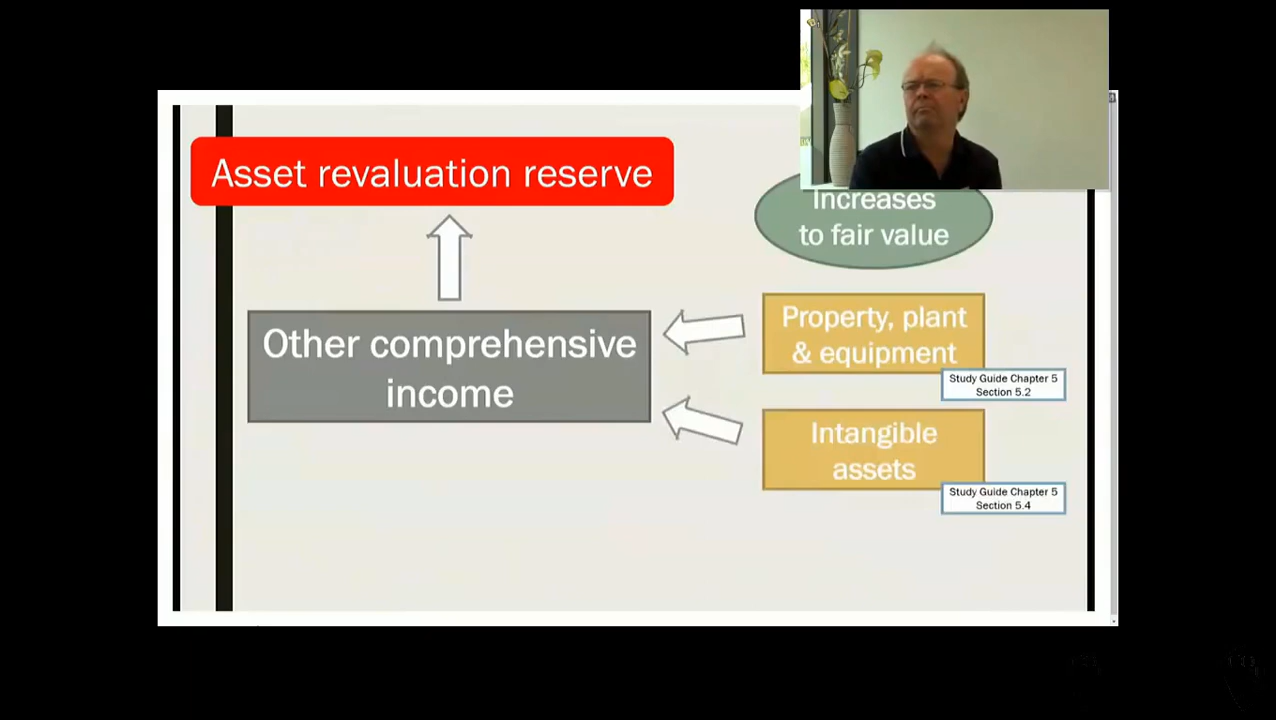 Asset revaluation reserve
Increases
to fair value
Other comprehensive
income
Property, plant
& equipment
Study Guide Chapter 5
Section 5.2
Intangible
assets
Study Guide Chapter 5
Section 5.4